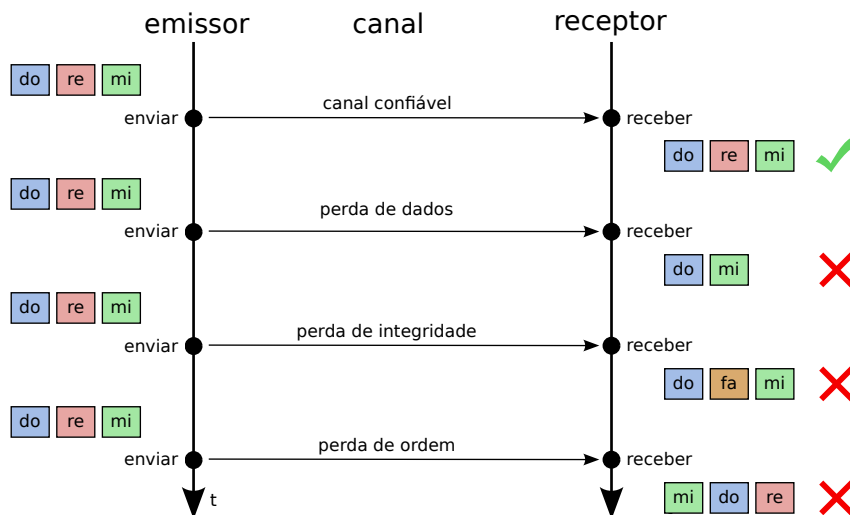 emissor canal receptor
do re mi
canal confiável
enviar receber
do re mi
do re mi
perda de dados
enviar receber
do mi
do re mi
perda de integridade
enviar receber
do fa mi
do re mi
perda de ordem
enviar receber
t
mi do re